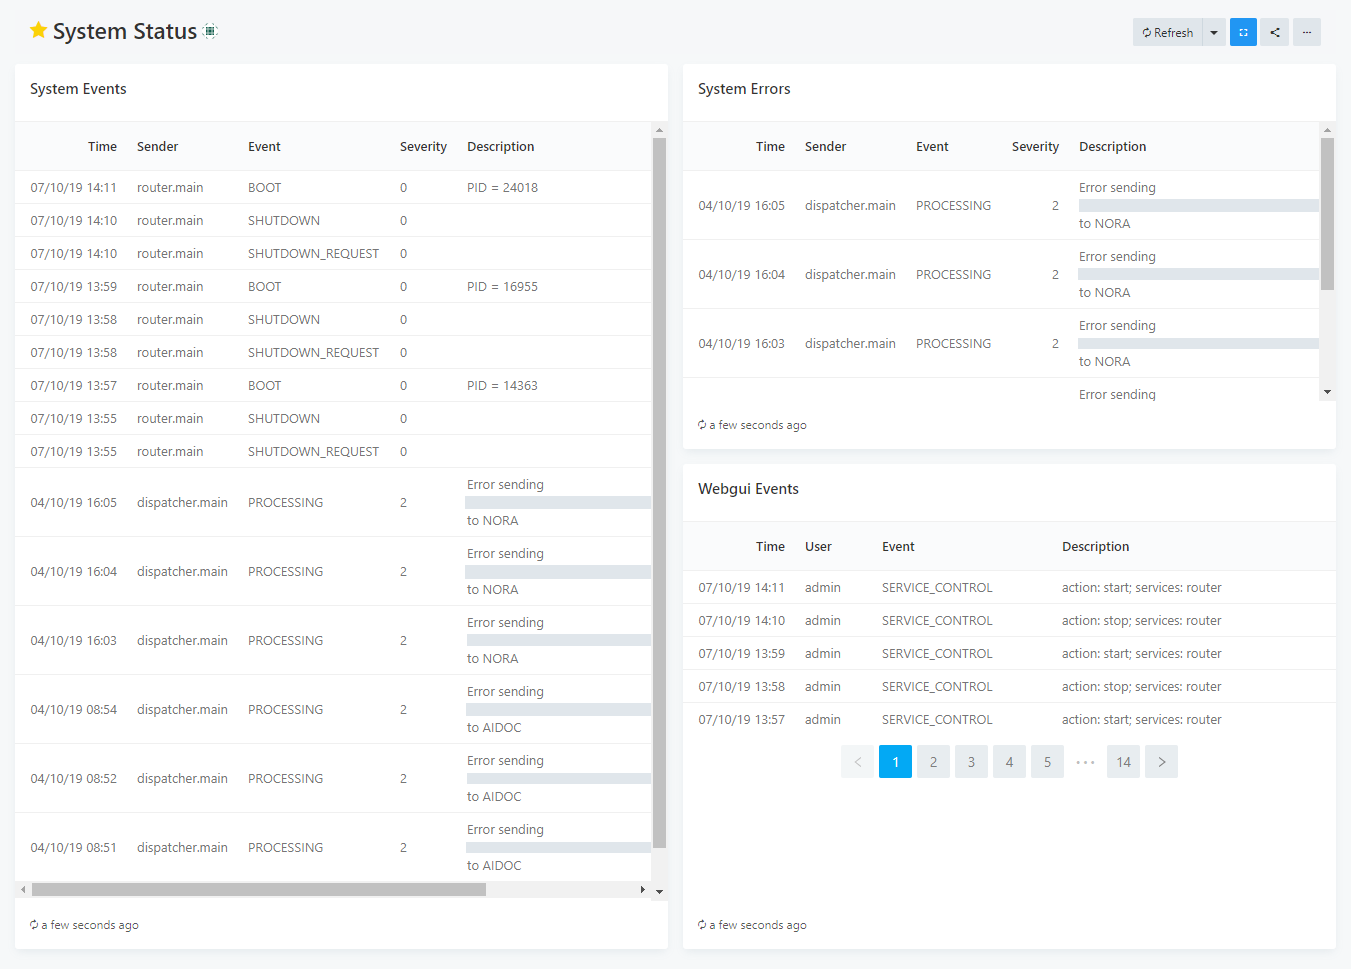 System Status
Refresh
System Events
Time Sender Event Severity Description
07/10/19 14:11 router.main BOOT 0 PID = 24018
07/10/19 14:10 router.main SHUTDOWN 0
07/10/19 14:10 router.main SHUTDOWN_REQUEST 0
07/10/19 13:59 router.main BOOT 0 PID = 16955
07/10/19 13:58 router.main SHUTDOWN 0
07/10/19 13:58 router.main SHUTDOWN_REQUEST 0
07/10/19 13:57 router.main BOOT 0 PID = 14363
07/10/19 13:55 router.main SHUTDOWN 0
07/10/19 13:55 router.main SHUTDOWN_REQUEST 0
Error sending
04/10/19 16:05 dispatcher.main PROCESSING 2
to NORA
Error sending
04/10/19 16:04 dispatcher.main PROCESSING 2
to NORA
Error sending
04/10/19 16:03 dispatcher.main PROCESSING 2
to NORA
Error sending
04/10/19 08:54 dispatcher.main PROCESSING 2
to AIDOC
Error sending
04/10/19 08:52 dispatcher.main PROCESSING 2
to AIDOC
Error sending
04/10/19 08:51 dispatcher.main PROCESSING 2
to AIDOC
a few seconds ago
System Errors
Time Sender Event Severity Description
Error sending
04/10/19 16:05 dispatcher.main PROCESSING 2
to NORA
Error sending
04/10/19 16:04 dispatcher.main PROCESSING 2
to NORA
Error sending
04/10/19 16:03 dispatcher.main PROCESSING 2
to NORA
Error sending
a few seconds ago
Webgui Events
Time User Event Description
07/10/19 14:11 admin SERVICE_CONTROL action: start; services: router
07/10/19 14:10 admin SERVICE_CONTROL action: stop; services: router
07/10/19 13:59 admin SERVICE_CONTROL action: start; services: router
07/10/19 13:58 admin SERVICE_CONTROL action: stop; services: router
07/10/19 13:57 admin SERVICE_CONTROL action: start; services: router
< 1 2 3 4 5 ••• 14 >
a few seconds ago